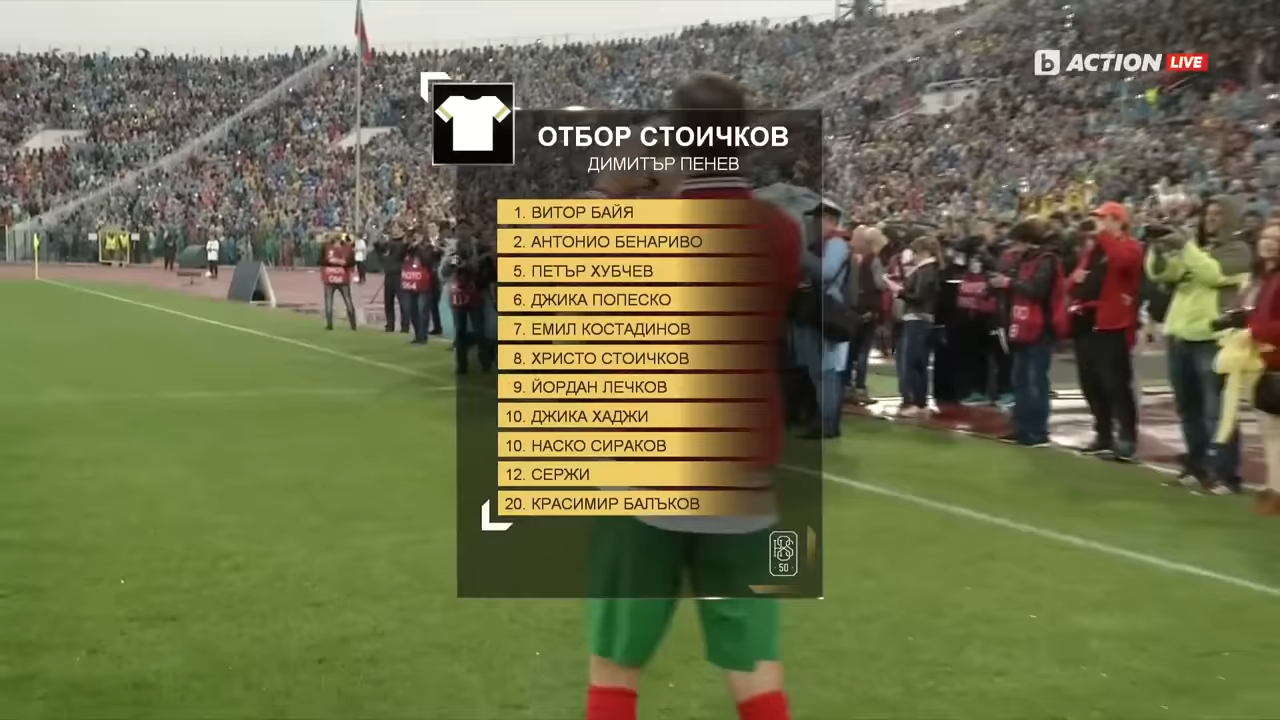 b ACTION LIVE
ОТБОР СТОИЧКОВ
ДИМИТЪР ПЕНЕВ
1. ВИТОР БАЙЯ
2. АНТОНИО БЕНАРИВО
5. ПЕТЪР ХУБЧЕВ
6. ДЖИКА ПОПЕСКО
7. ЕМИЛ КОСТАДИНОВ
8. ХРИСТО СТОИЧКОВ
9. ЙОРДАН ЛЕЧКОВ
10. ДЖИКА ХАДЖИ
10. НАСКО СИРАКОВ
12. СЕРЖИ
20. КРАСИМИР БАЛЪКОВ
50